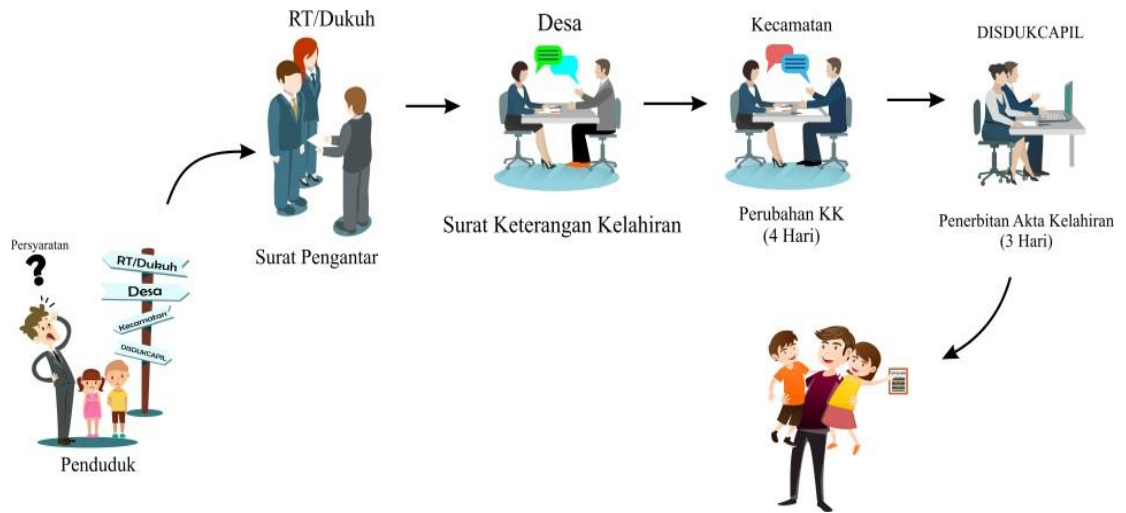 RT/Dukuh
Desa
Kecamatan
DISDUKCAPIL
Surat Pengantar
Surat Keterangan Kelahiran
Perubahan KK
(4 Hari)
Penerbitan Akta Kelahiran
(3 Hari)
Persyaratan
?
RT/Dukuh
Desa
Kecamatan
DISDUKCAPIL
Penduduk